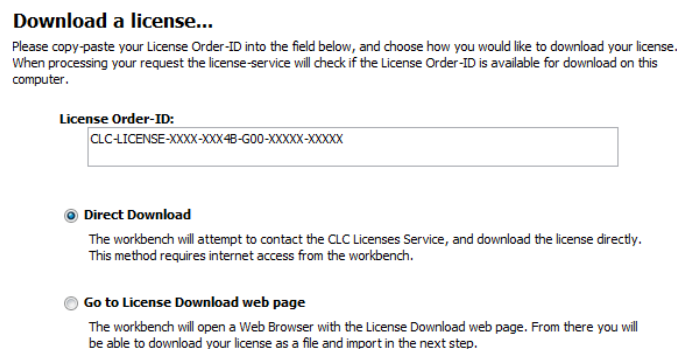 Download a license...
Please copy-paste your License Order-ID into the field below, and choose how you would like to download your license.
When processing your request the license-service will check if the License Order-ID is available for download on this
computer.
License Order-ID:
CLC-LICENSE-XXXX-XXX4B-G00-XXXXX-XXXXX
Direct Download
The workbench will attempt to contact the CLC Licenses Service, and download the license directly.
This method requires internet access from the workbench.
Go to License Download web page
The workbench will open a Web Browser with the License Download web page. From there you will
be able to download your license as a file and import in the next step.